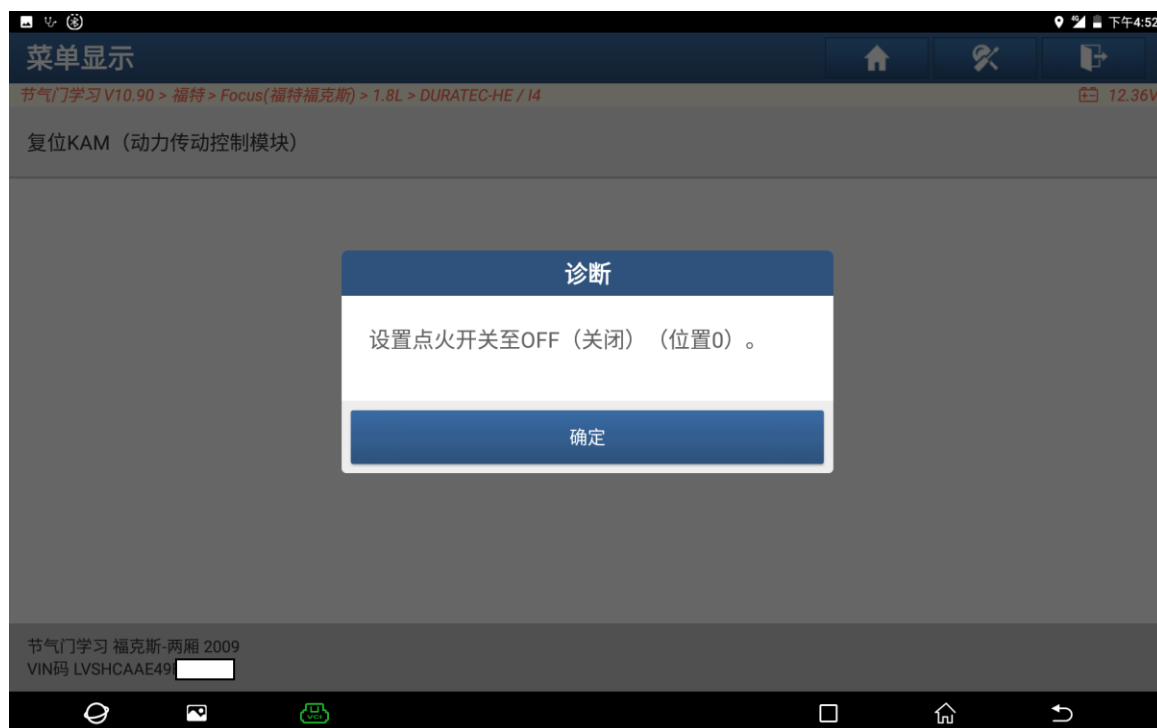 下午4:52
菜单显示
节气门学习 V10.90 > 福特 > Focus(福特福克斯) > 1.8L > DURATEC-HE / I4
12.36V
复位KAM（动力传动控制模块）
诊断
设置点火开关至OFF（关闭）（位置0）。
确定
节气门学习 福克斯-两厢 2009
VIN码 LVSHCAAE49
VCI